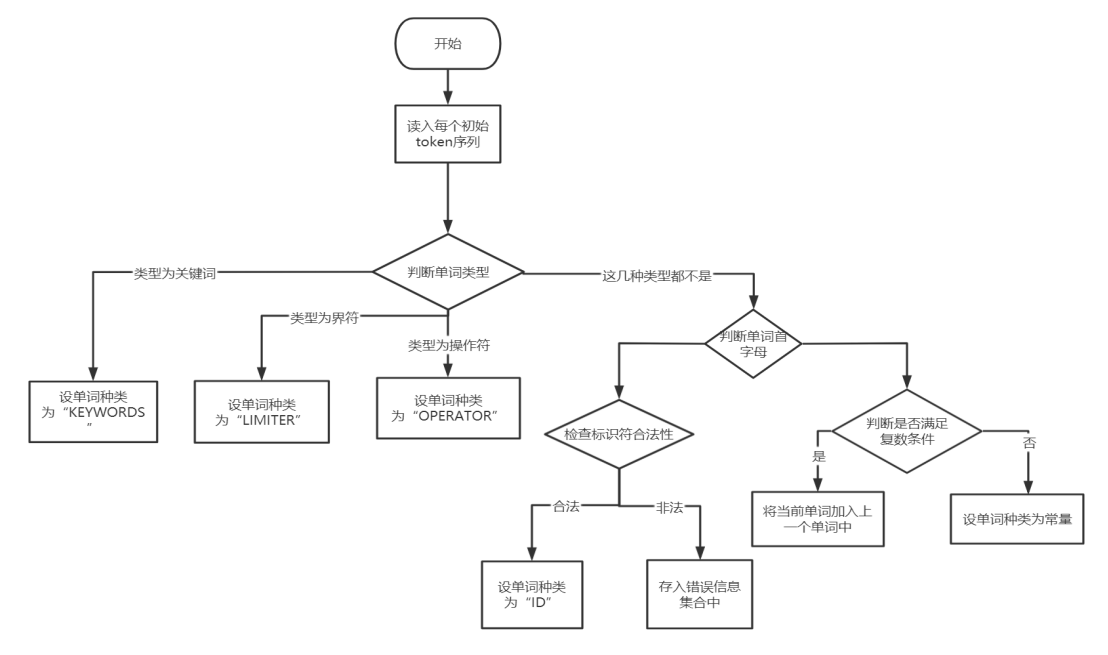 开始
读入每个初始
token序列
判断单词类型
类型为关键词
这几种类型都不是
类型为界符
类型为操作符
判断单词首
字母
设单词种类
为“KEYWORDS
”
设单词种类
为“LIMITER”
设单词种类
为“OPERATOR”
检查标识符合法性
判断是否满足
复数条件
是
否
合法
非法
将当前单词加入上
一个单词中
设单词种类为常量
设单词种类
为“ID”
存入错误信息
集合中